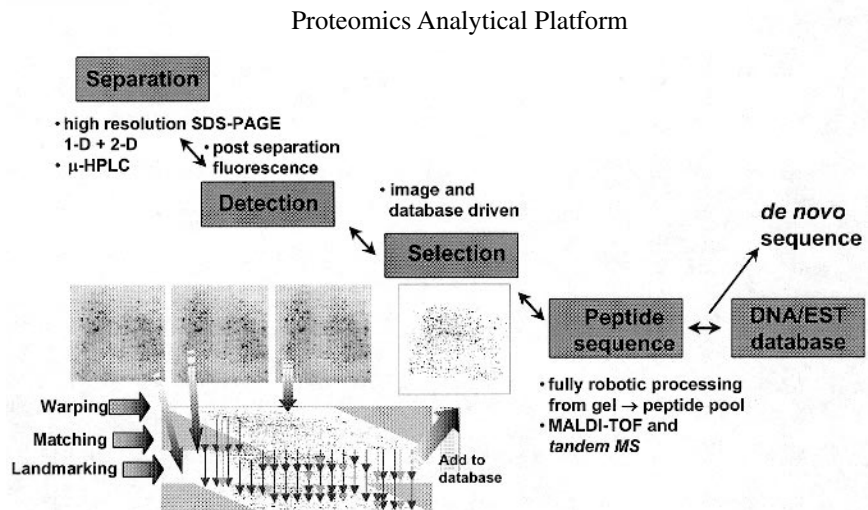 Proteomics Analytical Platform
Separation
• high resolution SDS-PAGE
1-D + 2-D
• μ-HPLC
• post separation
fluorescence
Detection
• image and
database driven
Selection
de novo
sequence
Peptide
sequence
DNA/EST
database
• fully robotic processing
from gel → peptide pool
• MALDI-TOF and
tandem MS
Warping
Matching
Landmarking
Add to
database